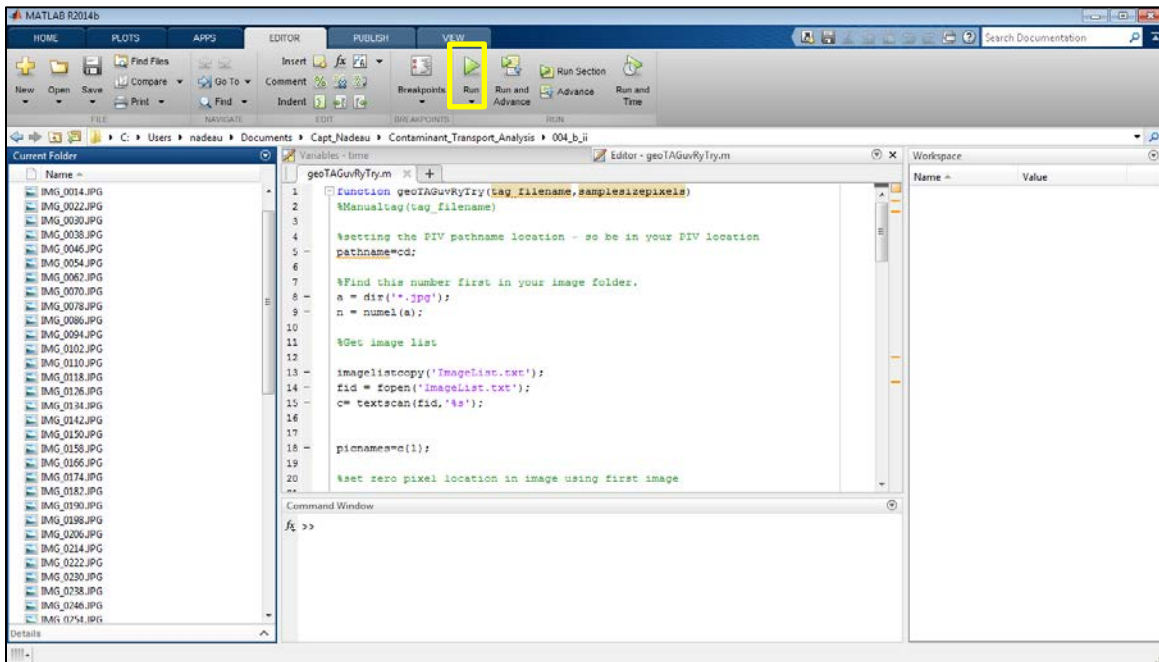 MATLAB R2014b
HOME PLOTS APPS EDITOR PUBLISH VIEW
Search Documentation
New Open Save
Find Files
Compare
Print
FILE
Go To
Find
NAVIGATE
Insert
Comment
Indent
EDIT
Breakpoints
BREAKPOINTS
Run
Run and Advance
Run Section
Advance
Run and Time
RUN
C: Users nadeau Documents Capt_Nadeau Contaminant_Transport_Analysis 004_b_ii
Current Folder
Name
IMG_0014.JPG
IMG_0022.JPG
IMG_0030.JPG
IMG_0038.JPG
IMG_0046.JPG
IMG_0054.JPG
IMG_0062.JPG
IMG_0070.JPG
IMG_0078.JPG
IMG_0086.JPG
IMG_0094.JPG
IMG_0102.JPG
IMG_0110.JPG
IMG_0118.JPG
IMG_0126.JPG
IMG_0134.JPG
IMG_0142.JPG
IMG_0150.JPG
IMG_0158.JPG
IMG_0166.JPG
IMG_0174.JPG
IMG_0182.JPG
IMG_0190.JPG
IMG_0198.JPG
IMG_0206.JPG
IMG_0214.JPG
IMG_0222.JPG
IMG_0230.JPG
IMG_0238.JPG
IMG_0246.JPG
IMG_0254.JPG
Details
Variables - time
Editor - geoTAGuvRyTry.m
geoTAGuvRyTry.m
1 function geoTAGuvRyTry(tag_filename,samplesizepixels)
2 %Manualtag(tag_filename)
3
4 %setting the PIV pathname location - so be in your PIV location
5 pathname=cd;
6
7 %Find this number first in your image folder.
8 a = dir('*.jpg');
9 n = numel(a);
10
11 %Get image list
12
13 imagelistcopy('ImageList.txt');
14 fid = fopen('ImageList.txt');
15 c= textscan(fid,'%s');
16
17
18 picnames=c{1};
19
20 %set zero pixel location in image using first image
Command Window
fx >>
Workspace
Name Value